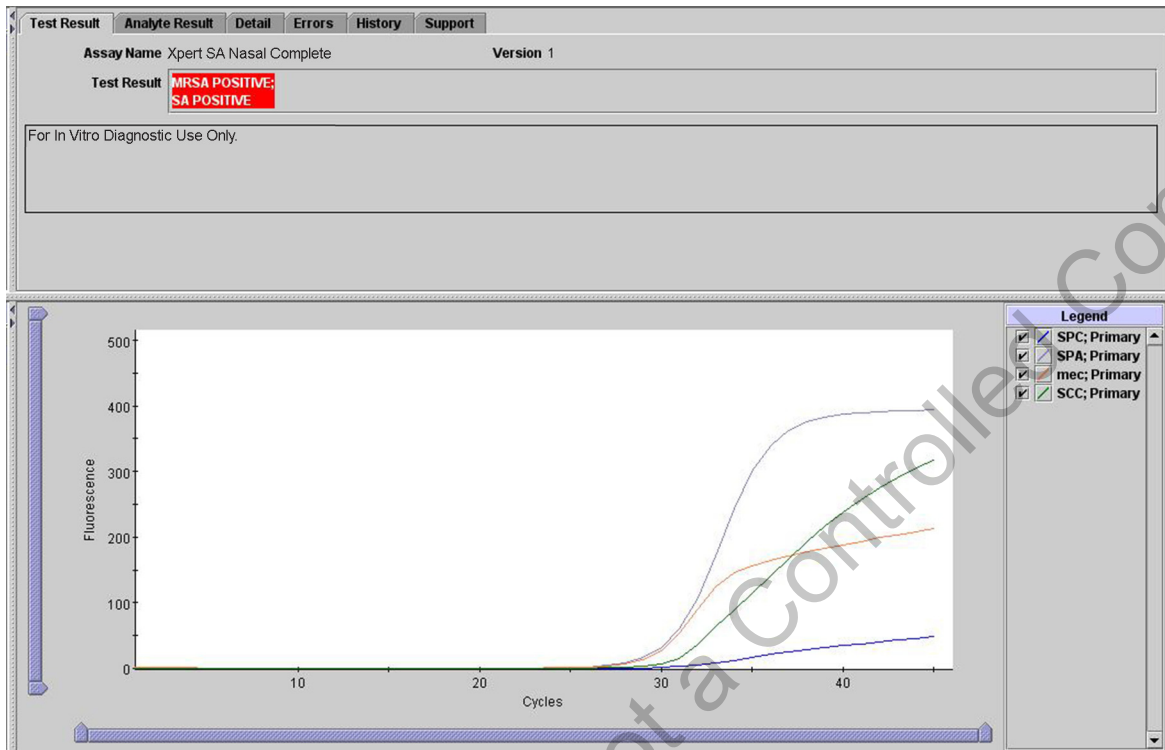 Test Result Analyte Result Detail Errors History Support
Assay Name Xpert SA Nasal Complete Version 1
Test Result MRSA POSITIVE;
SA POSITIVE
For In Vitro Diagnostic Use Only.
Legend
SPC; Primary
SPA; Primary
mec; Primary
SCC; Primary
500
400
300
200
100
0
Fluorescence
10 20 30 40
Cycles
ot a Controlled Co